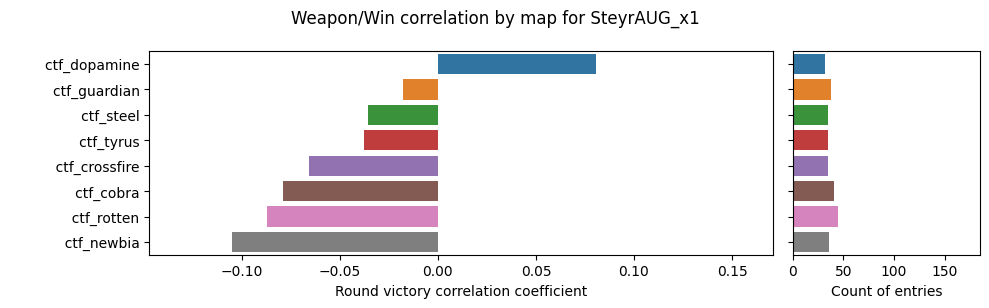 Weapon/Win correlation by map for SteyrAUG_x1
ctf_dopamine
ctf_guardian
ctf_steel
ctf_tyrus
ctf_crossfire
ctf_cobra
ctf_rotten
ctf_newbia
−0.10 −0.05 0.00 0.05 0.10 0.15
Round victory correlation coefficient
0 50 100 150
Count of entries